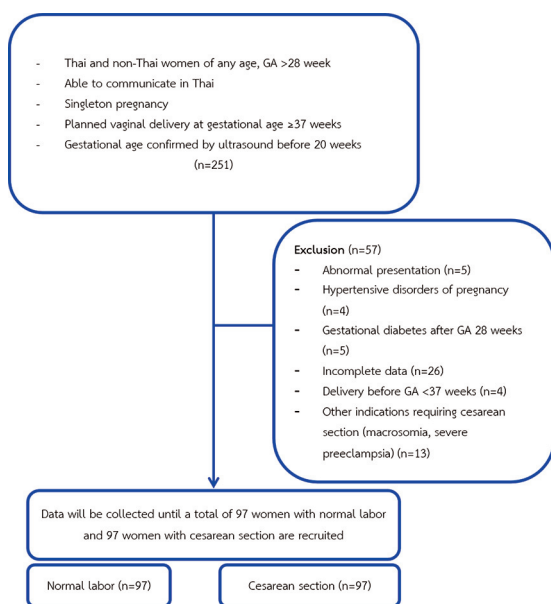 - Thai and non-Thai women of any age, GA >28 week
- Able to communicate in Thai
- Singleton pregnancy
- Planned vaginal delivery at gestational age ≥37 weeks
- Gestational age confirmed by ultrasound before 20 weeks
(n=251)
Exclusion (n=57)
- Abnormal presentation (n=5)
- Hypertensive disorders of pregnancy
(n=4)
- Gestational diabetes after GA 28 weeks
(n=5)
- Incomplete data (n=26)
- Delivery before GA <37 weeks (n=4)
- Other indications requiring cesarean
section (macrosomia, severe
preeclampsia) (n=13)
Data will be collected until a total of 97 women with normal labor
and 97 women with cesarean section are recruited
Normal labor (n=97)
Cesarean section (n=97)